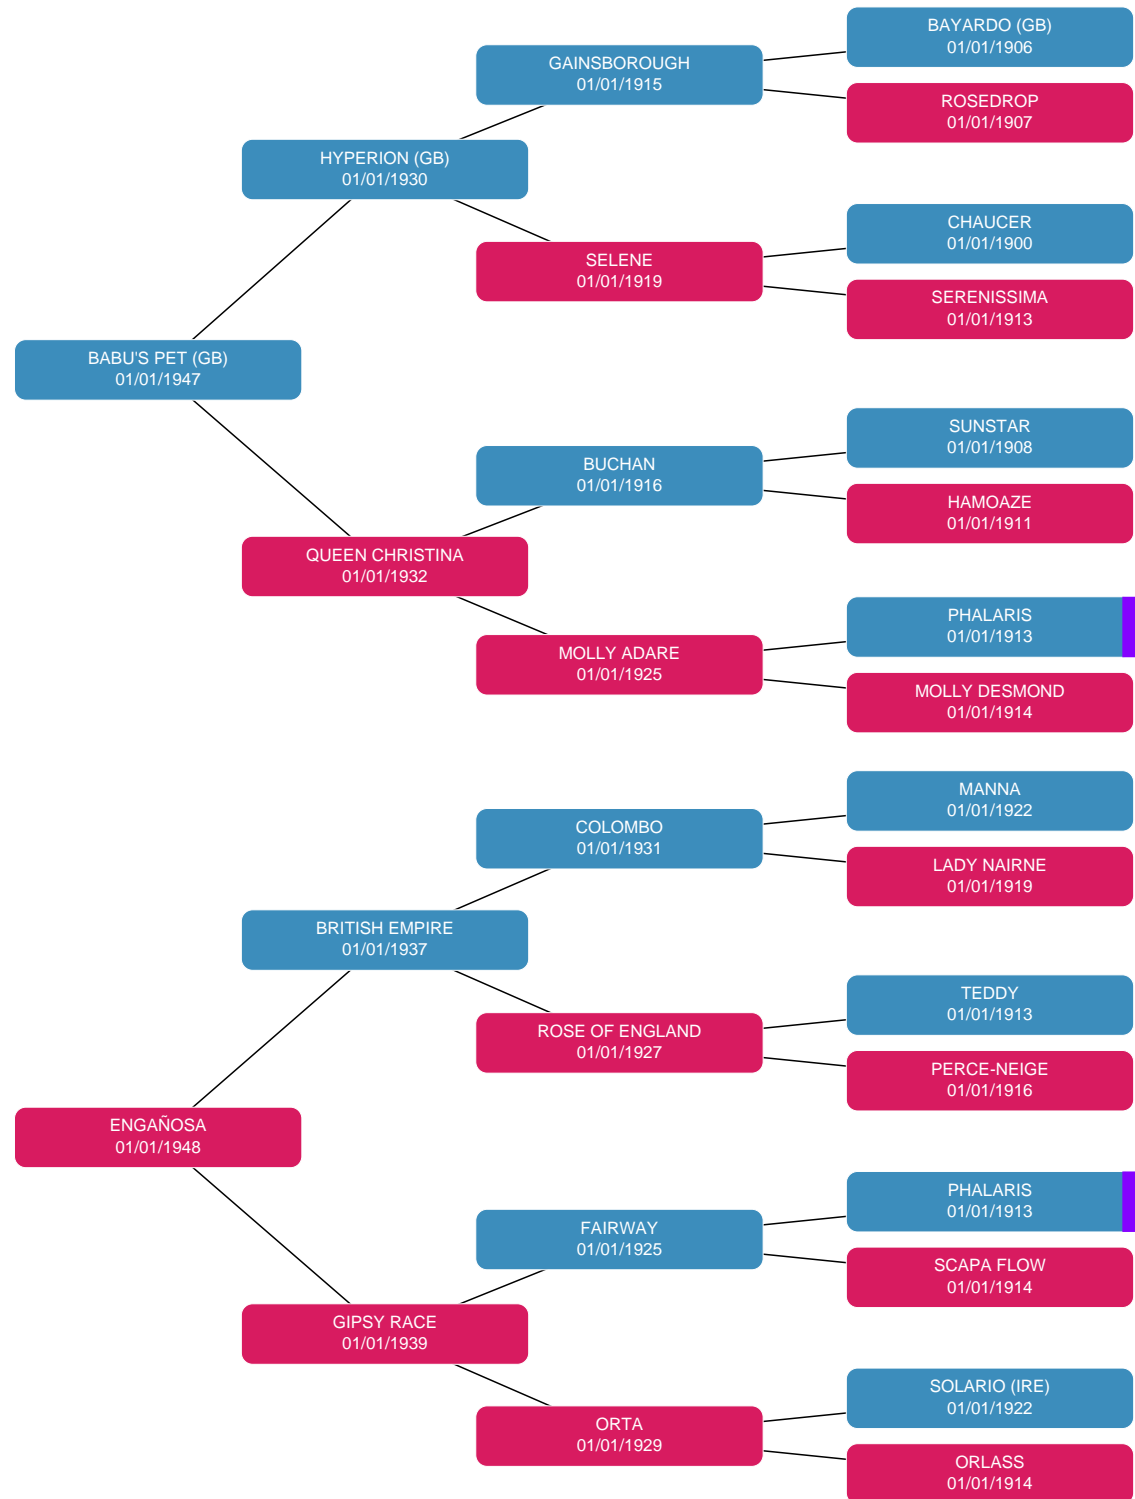 BAYARDO (GB)
01/01/1906
GAINSBOROUGH
01/01/1915
ROSEDROP
01/01/1907
HYPERION (GB)
01/01/1930
CHAUCER
01/01/1900
SELENE
01/01/1919
SERENISSIMA
01/01/1913
BABU'S PET (GB)
01/01/1947
SUNSTAR
01/01/1908
BUCHAN
01/01/1916
HAMOAZE
01/01/1911
QUEEN CHRISTINA
01/01/1932
PHALARIS
01/01/1913
MOLLY ADARE
01/01/1925
MOLLY DESMOND
01/01/1914
MANNA
01/01/1922
COLOMBO
01/01/1931
LADY NAIRNE
01/01/1919
BRITISH EMPIRE
01/01/1937
TEDDY
01/01/1913
ROSE OF ENGLAND
01/01/1927
PERCE-NEIGE
01/01/1916
ENGAÑOSA
01/01/1948
PHALARIS
01/01/1913
FAIRWAY
01/01/1925
SCAPA FLOW
01/01/1914
GIPSY RACE
01/01/1939
SOLARIO (IRE)
01/01/1922
ORTA
01/01/1929
ORLASS
01/01/1914